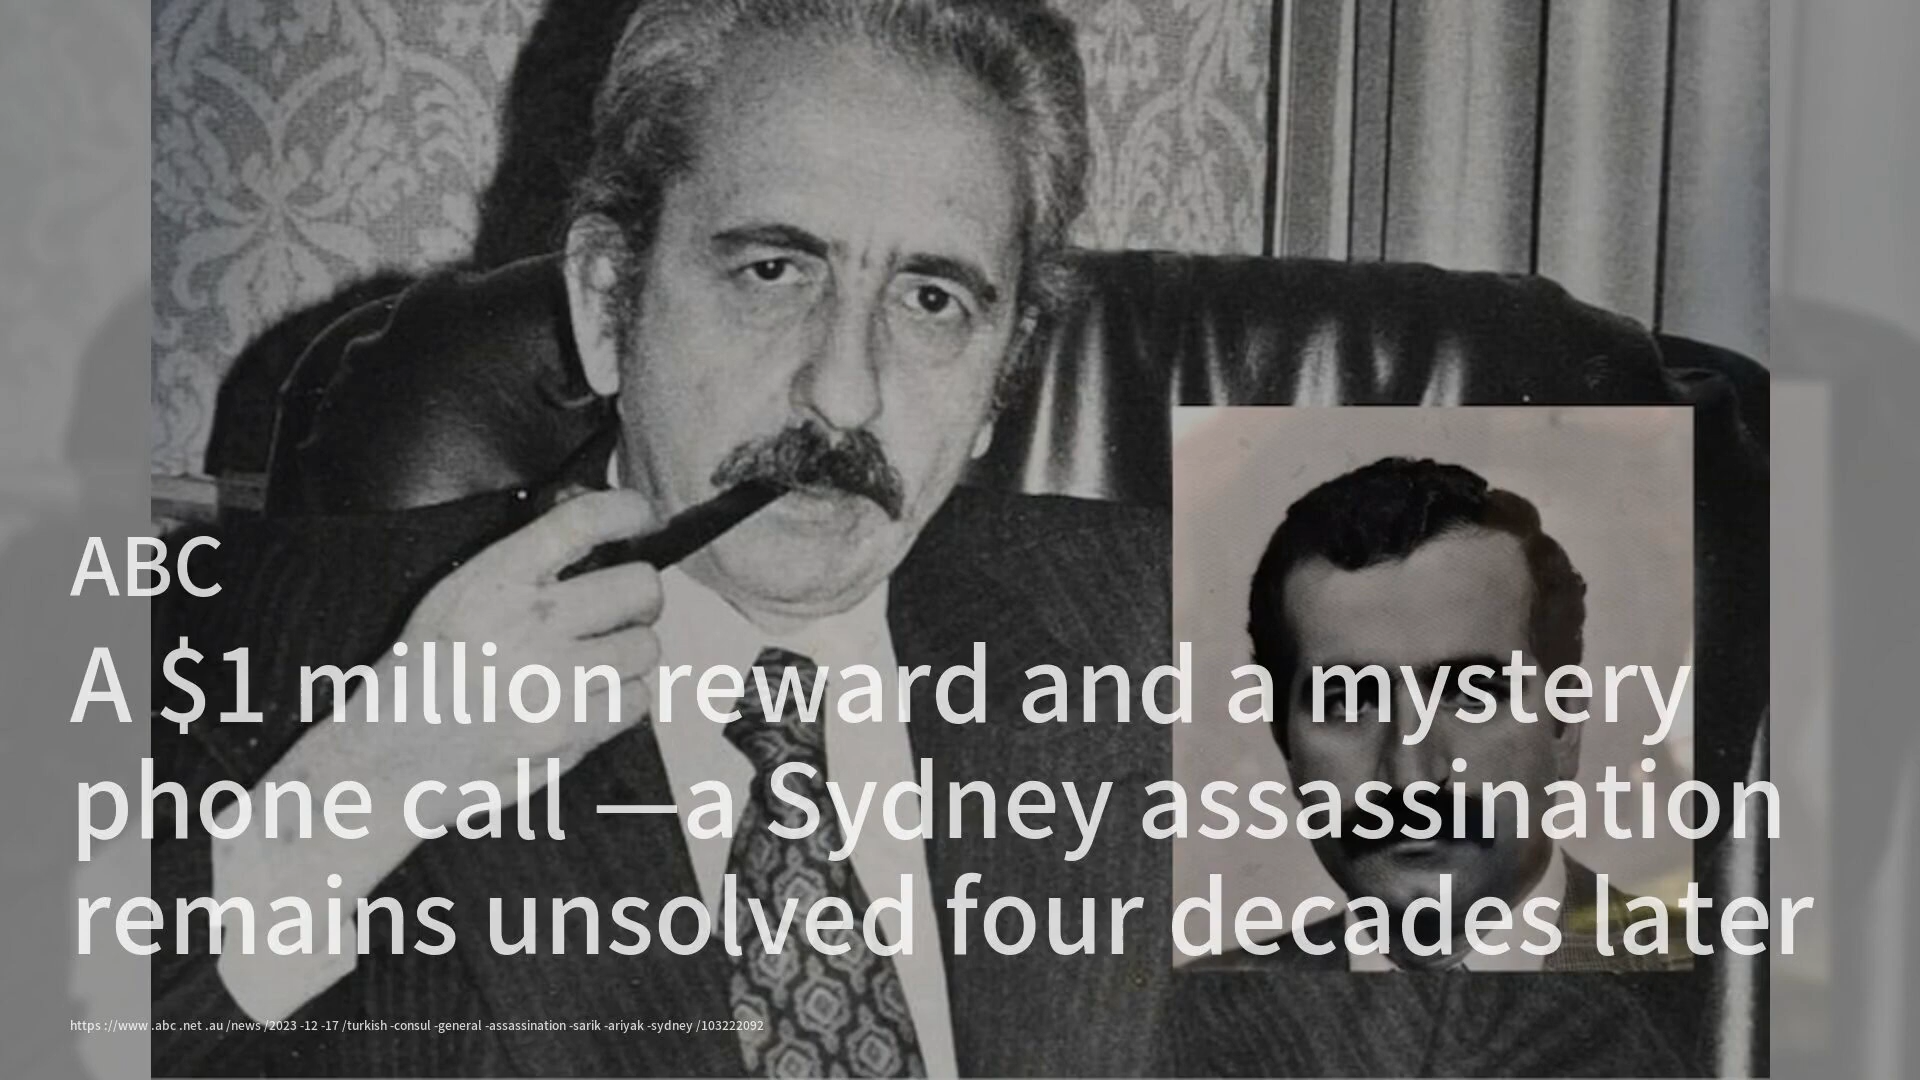 ABC
A $1 million reward and a mystery
phone call —a Sydney assassination
remains unsolved four decades later
https ://www .abc .net .au /news /2023 -12 -17 /turkish -consul -general -assassination -sarik -ariyak -sydney /103222092